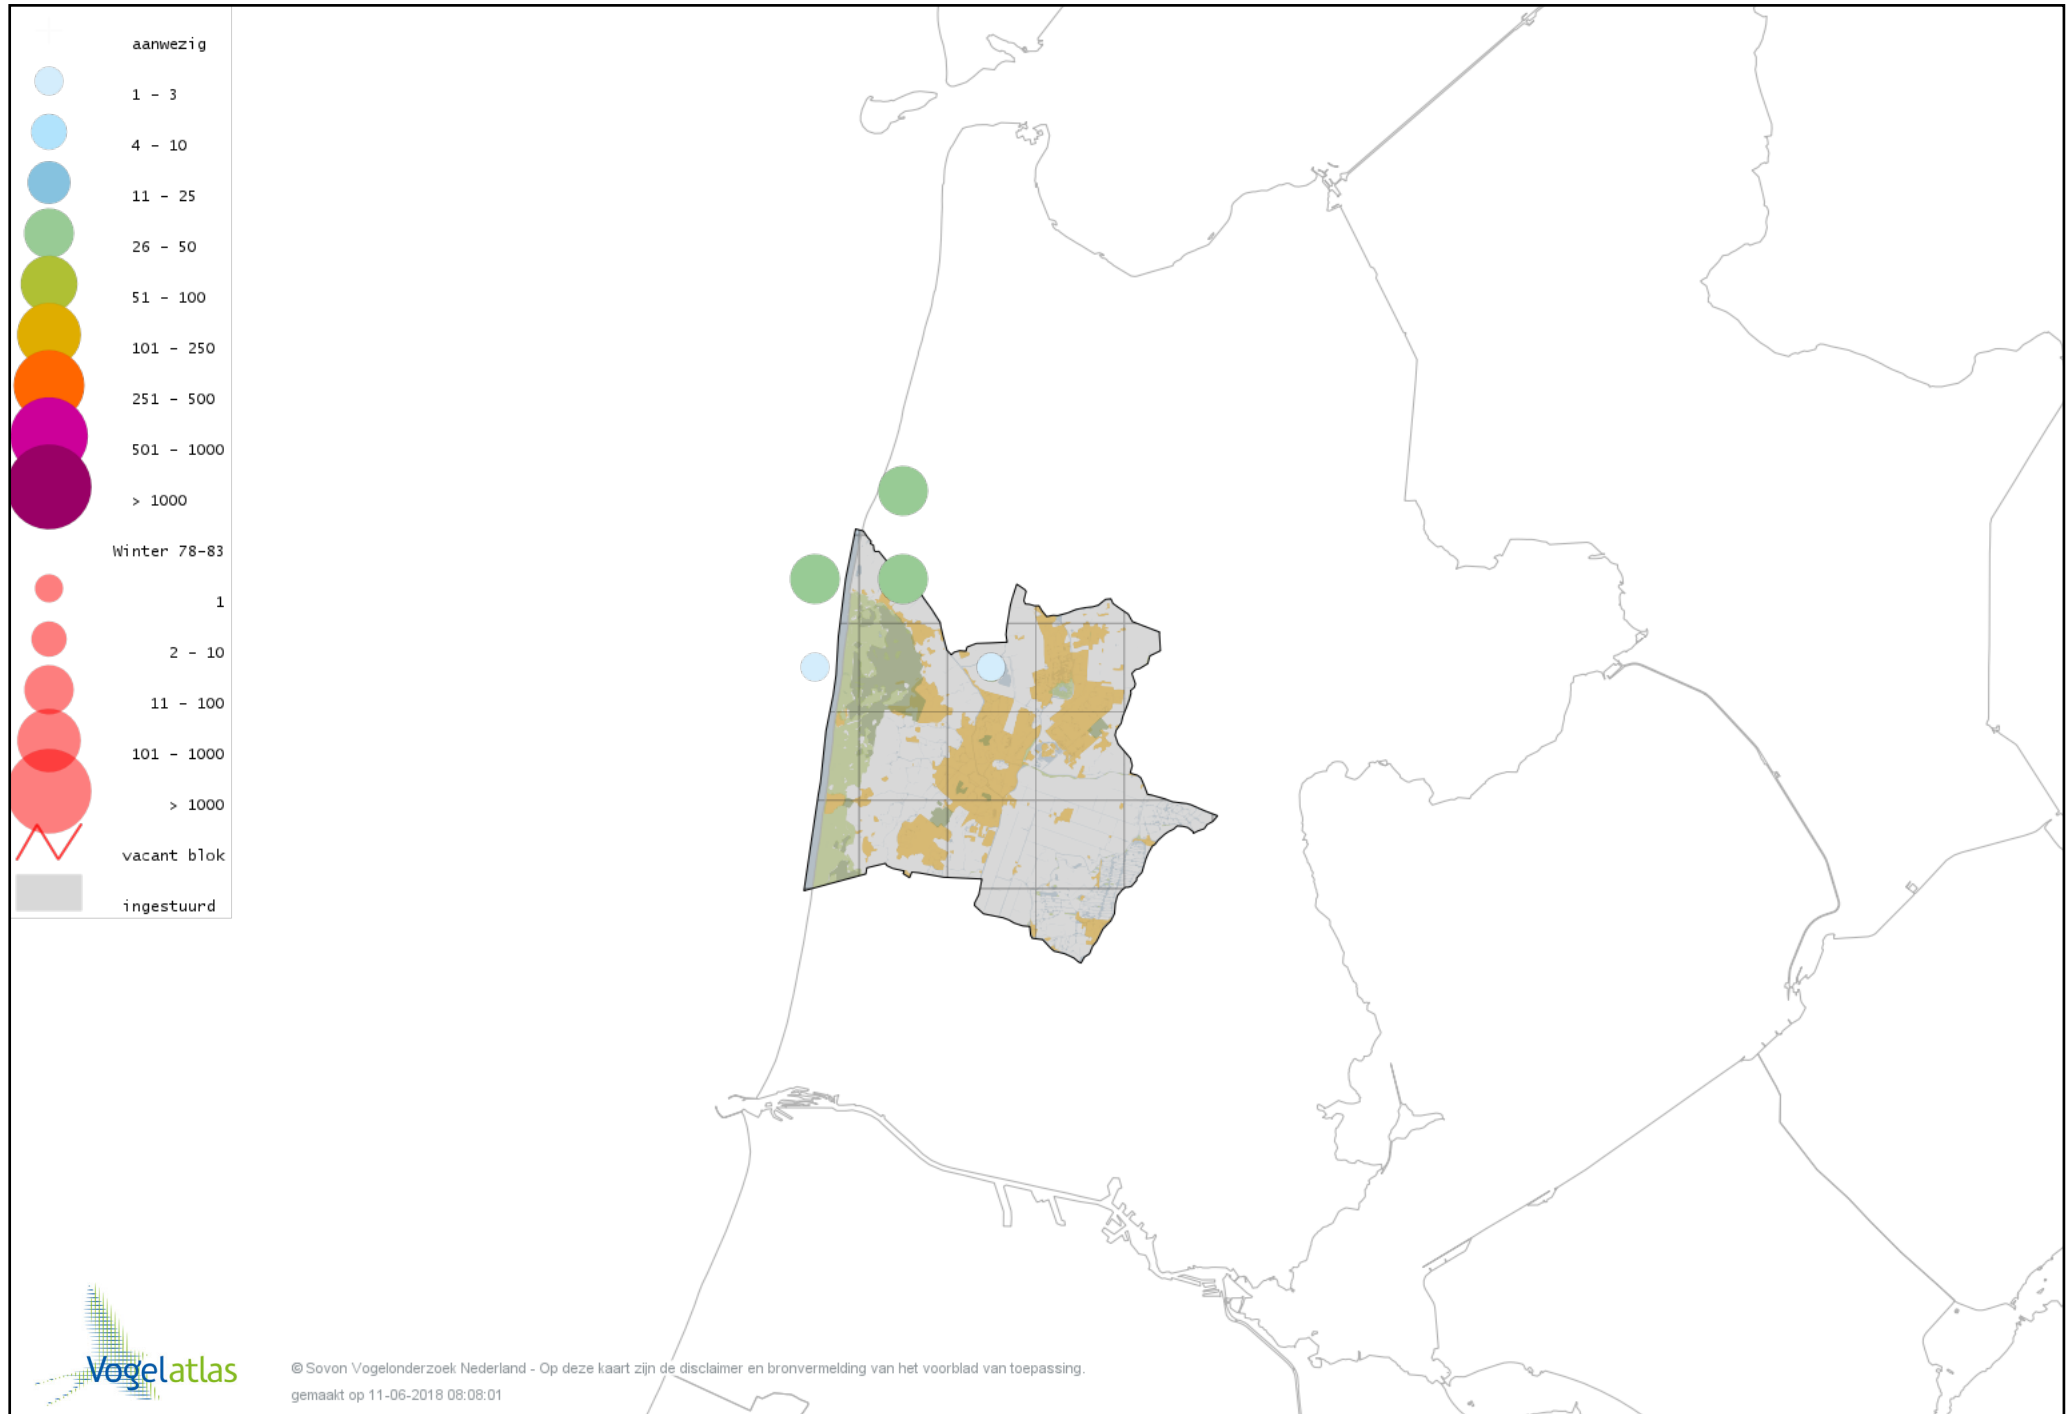 aanwezig
1 - 3
4 - 10
11 - 25
26 - 50
51 - 100
101 - 250
251 - 500
501 - 1000
> 1000
Winter 78-83
1
2 - 10
11 - 100
101 - 1000
> 1000
vacant blok
ingestuurd
Vogelatlas
© Sovon Vogelonderzoek Nederland - Op deze kaart zijn de disclaimer en bronvermelding van het voorblad van toepassing.
gemaakt op 11-06-2018 08:08:01